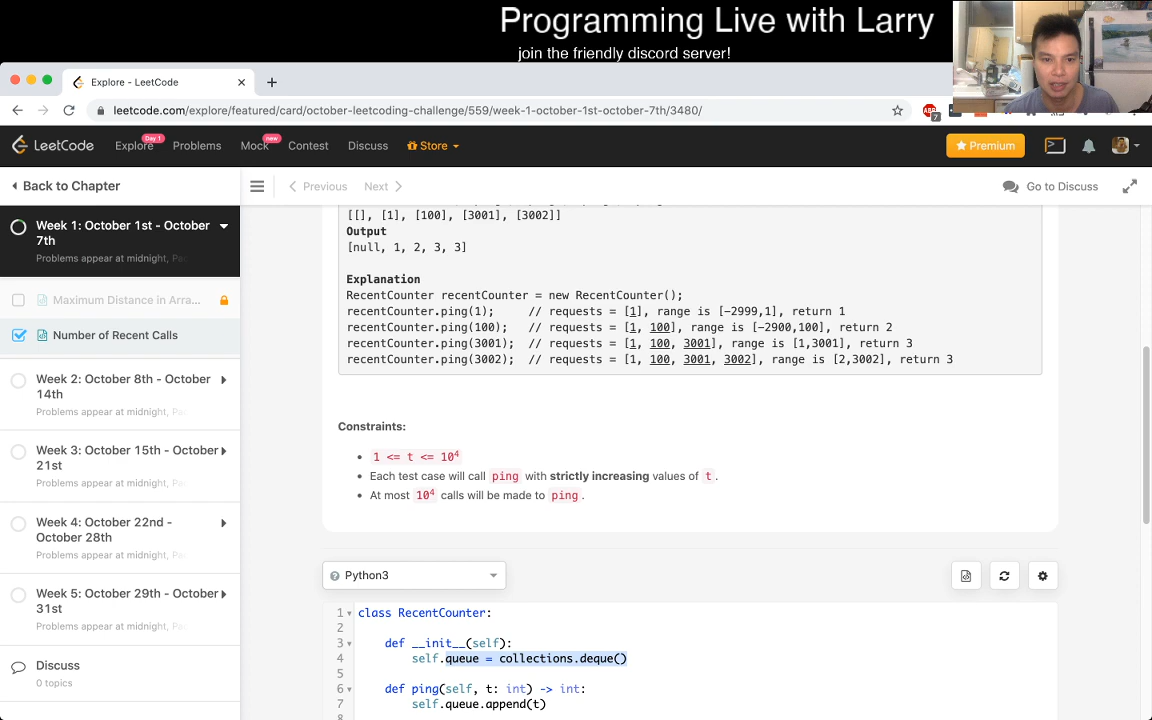 Programming Live with Larry
join the friendly discord server!
Explore - LeetCode
leetcode.com/explore/featured/card/october-leetcoding-challenge/559/week-1-october-1st-october-7th/3480/
7
LeetCode
Explore
Day 1
Problems
Mock
new
Contest
Discuss
Store
Premium
Back to Chapter
Previous
Next
Go to Discuss
Week 1: October 1st - October
7th
Problems appear at midnight,
Maximum Distance in Arra...
Number of Recent Calls
Week 2: October 8th - October
14th
Problems appear at midnight,
Week 3: October 15th - October
21st
Problems appear at midnight,
Week 4: October 22nd -
October 28th
Problems appear at midnight,
Week 5: October 29th - October
31st
Problems appear at midnight,
Discuss
0 topics
[[], [1], [100], [3001], [3002]]
Output
[null, 1, 2, 3, 3]
Explanation
RecentCounter recentCounter = new RecentCounter();
recentCounter.ping(1);     // requests = [1], range is [-2999,1], return 1
recentCounter.ping(100);   // requests = [1, 100], range is [-2900,100], return 2
recentCounter.ping(3001);  // requests = [1, 100, 3001], range is [1,3001], return 3
recentCounter.ping(3002);  // requests = [1, 100, 3001, 3002], range is [2,3002], return 3
Constraints:
• 1 <= t <= 10⁴
• Each test case will call ping with strictly increasing values of t.
• At most 10⁴ calls will be made to ping.
Python3
1 class RecentCounter:
2
3     def __init__(self):
4         self.queue = collections.deque()
5
6     def ping(self, t: int) -> int:
7         self.queue.append(t)
8